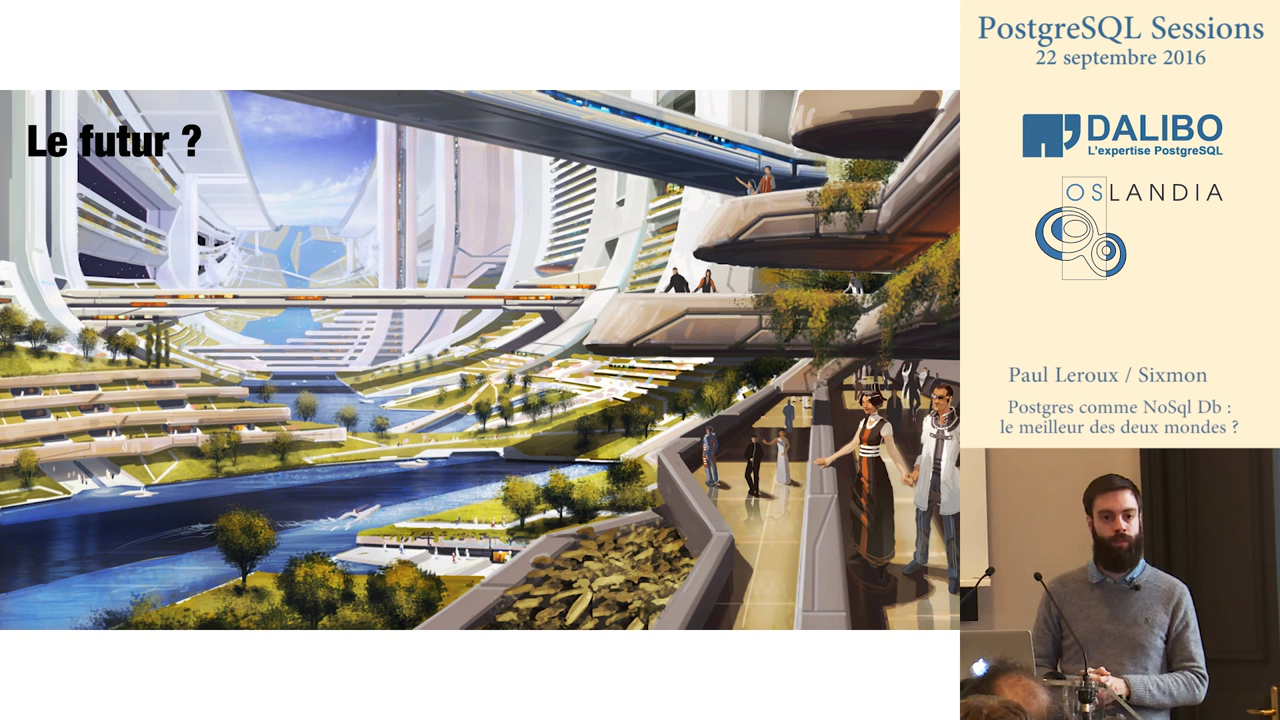 Le futur ?
PostgreSQL Sessions
22 septembre 2016
DALIBO
L'expertise PostgreSQL
OSLANDIA
Paul Leroux / Sixmon
Postgres comme NoSql Db :
le meilleur des deux mondes ?